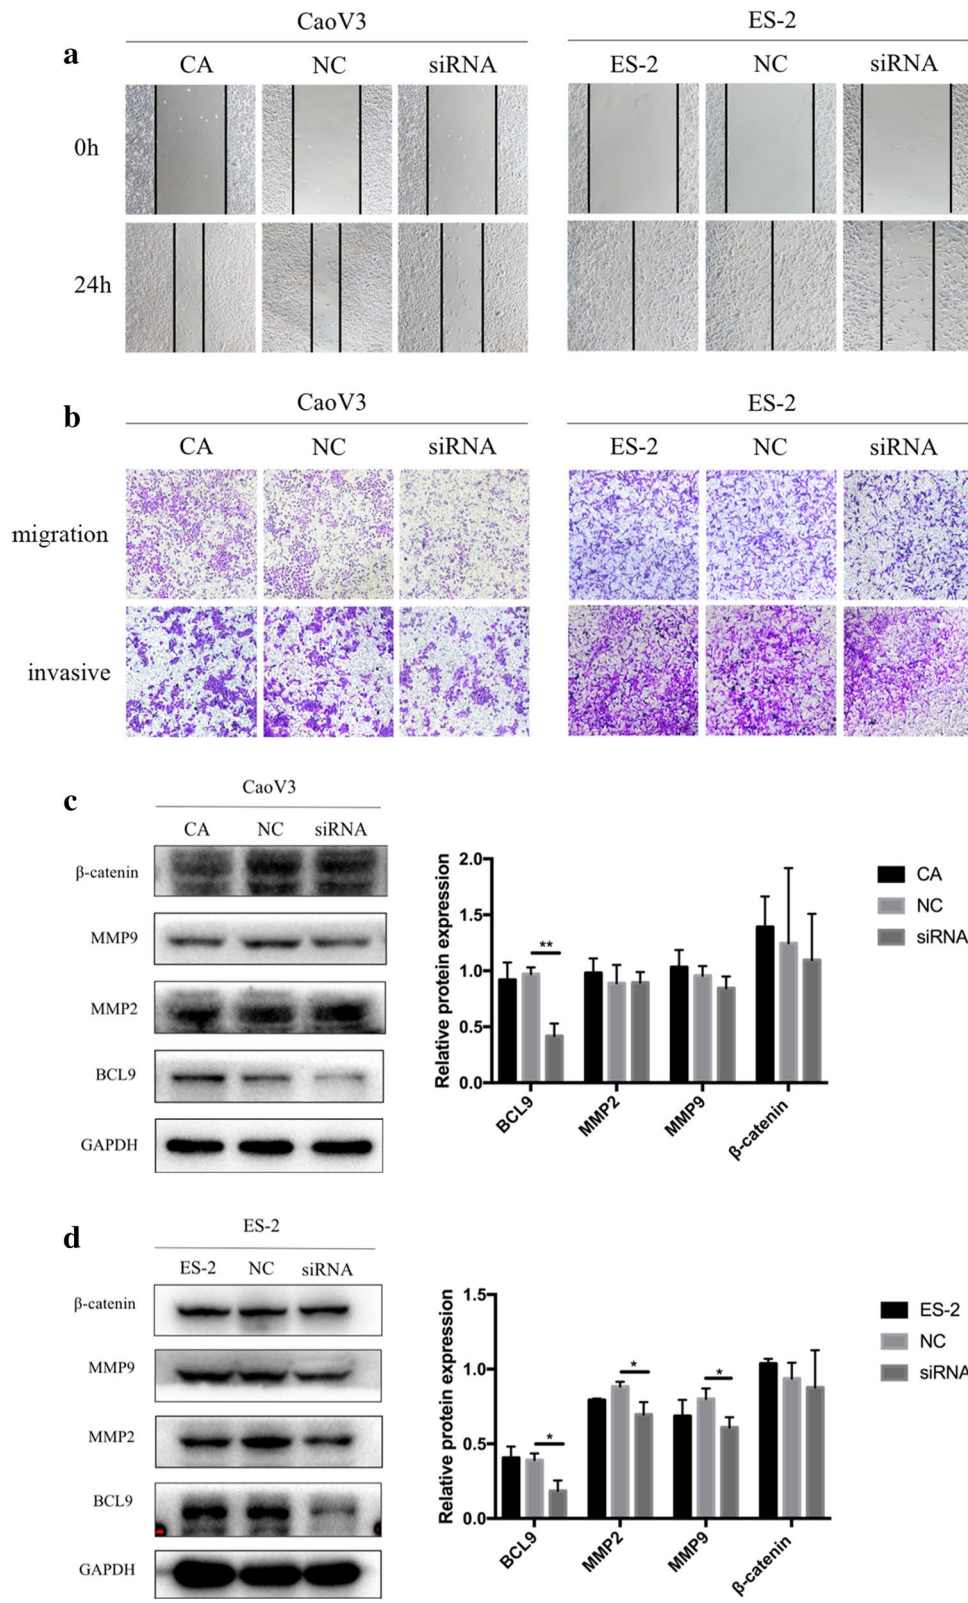 a
CaoV3
ES-2
CA NC siRNA
ES-2 NC siRNA
0h
24h
b
CaoV3
ES-2
CA NC siRNA
ES-2 NC siRNA
migration
invasive
c
CaoV3
CA NC siRNA
β-catenin
MMP9
MMP2
BCL9
GAPDH
Relative protein expression
2.0
1.5
1.0
0.5
0.0
**
BCL9
MMP2
MMP9
β-catenin
CA
NC
siRNA
d
ES-2
ES-2 NC siRNA
β-catenin
MMP9
MMP2
BCL9
GAPDH
Relative protein expression
1.5
1.0
0.5
0.0
*
*
*
BCL9
MMP2
MMP9
β-catenin
ES-2
NC
siRNA